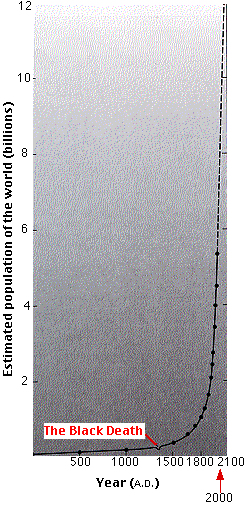 12
10
8
6
4
2
Estimated population of the world (billions)
The Black Death
500 1000 1500 1800 2100
Year (A.D.)
2000